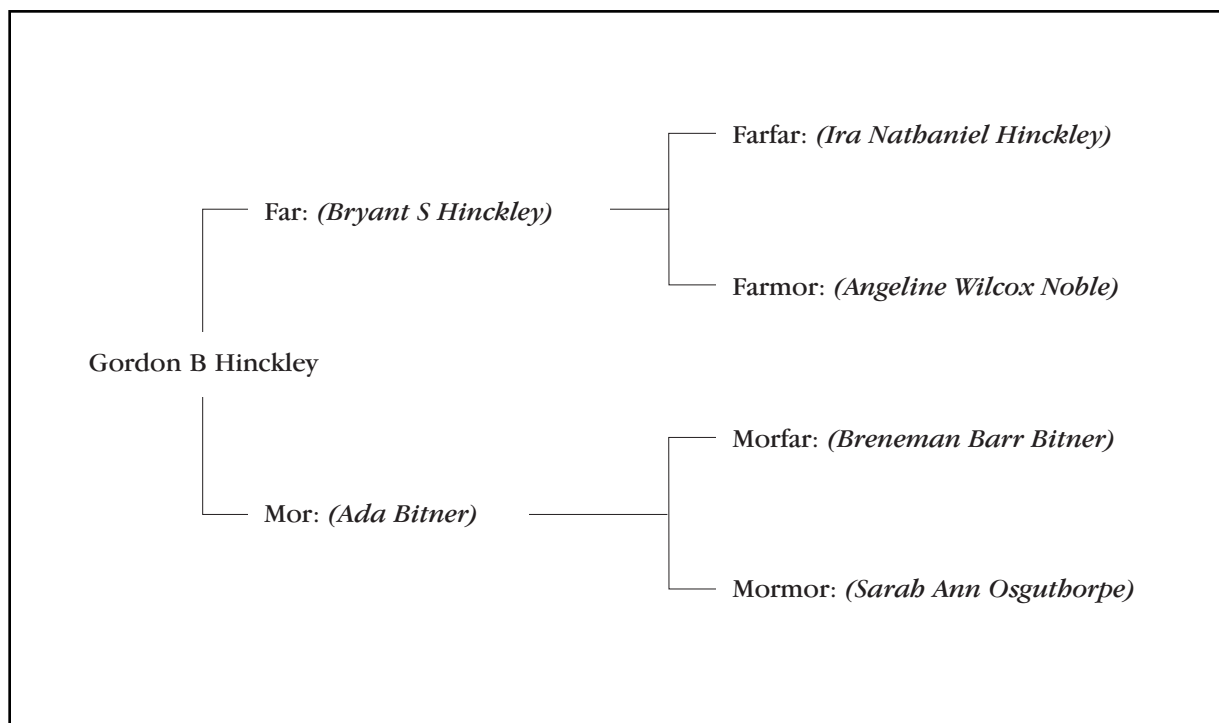 Farfar: (Ira Nathaniel Hinckley)
Far: (Bryant S Hinckley)
Farmor: (Angeline Wilcox Noble)
Gordon B Hinckley
Morfar: (Breneman Barr Bitner)
Mor: (Ada Bitner)
Mormor: (Sarah Ann Osguthorpe)